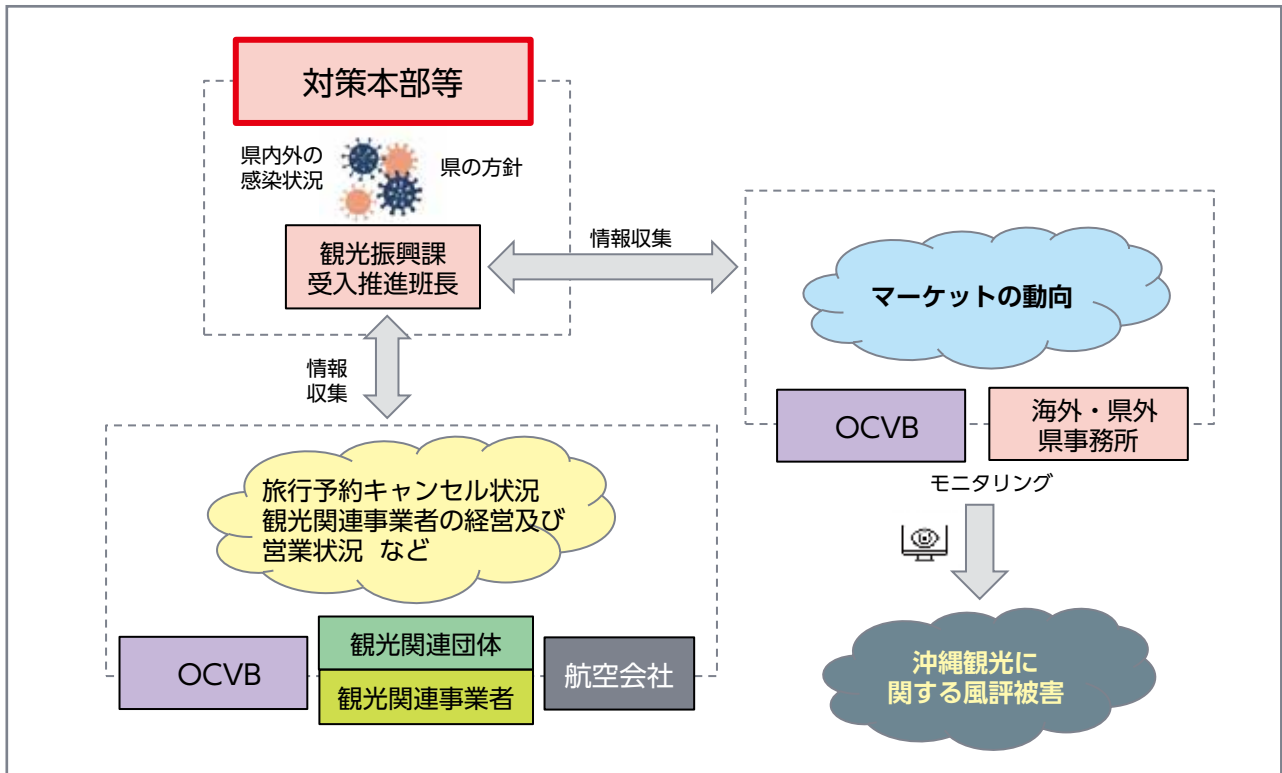 対策本部等
県内外の
感染状況
県の方針
観光振興課
受入推進班長
情報収集
マーケットの動向
OCVB
海外・県外
県事務所
モニタリング
沖縄観光に
関する風評被害
情報
収集
旅行予約キャンセル状況
観光関連事業者の経営及び
営業状況 など
OCVB
観光関連団体
観光関連事業者
航空会社